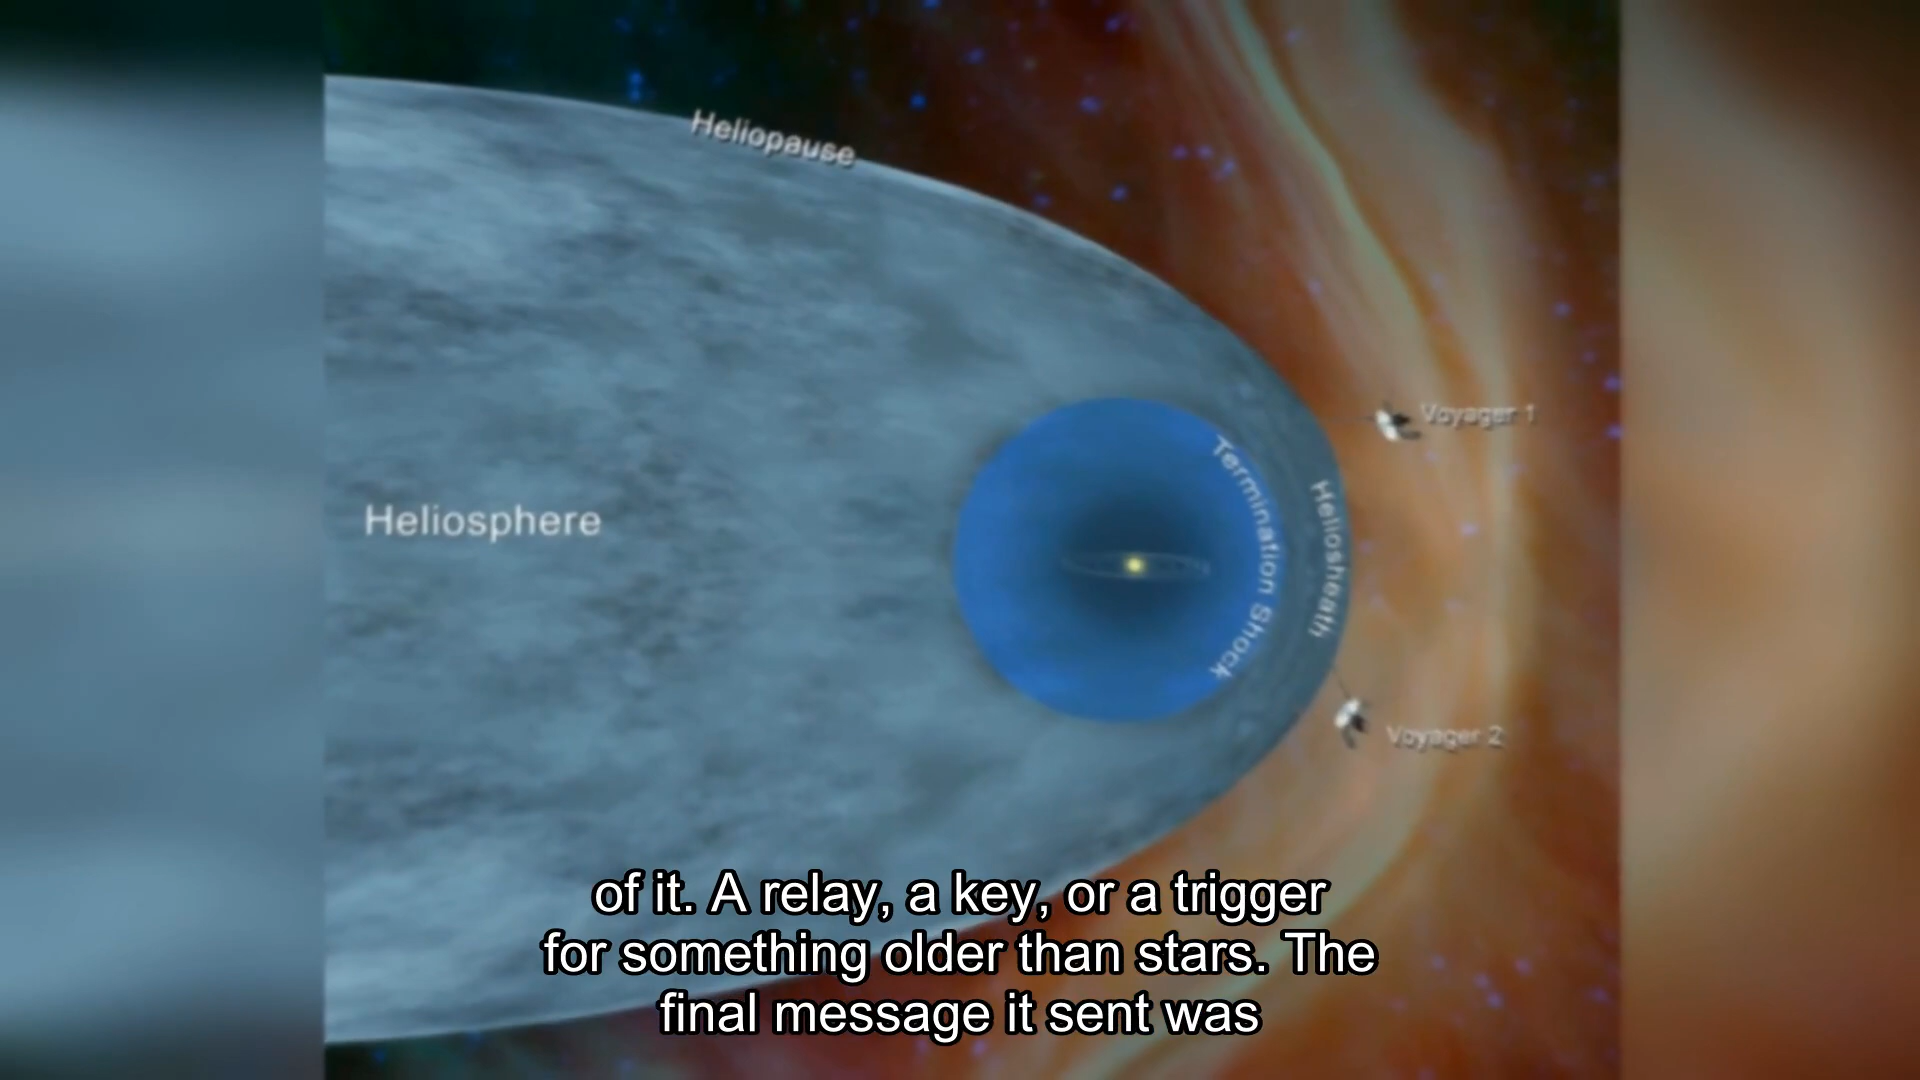 Heliopause
Voyager 1
Termination Shock
Heliosheath
Heliosphere
Voyager 2
of it. A relay, a key, or a trigger
for something older than stars. The
final message it sent was